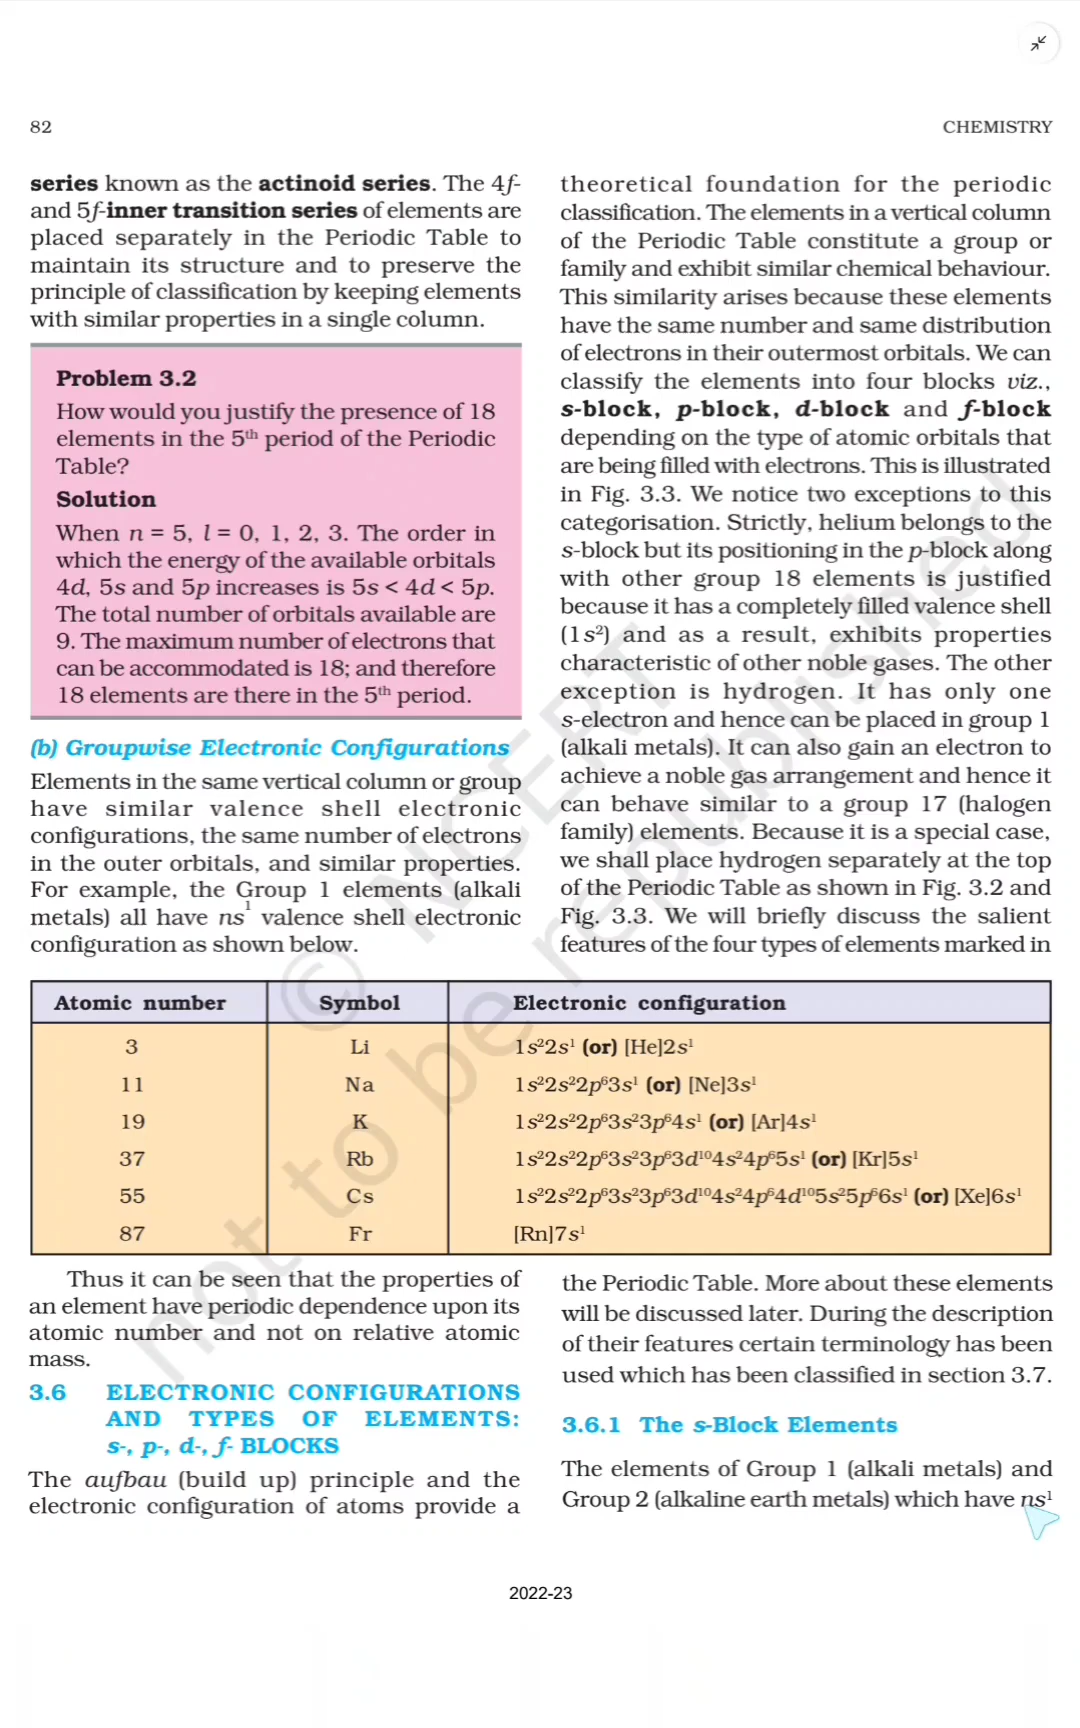 82
CHEMISTRY
series known as the actinoid series. The 4f-
and 5f-inner transition series of elements are
placed separately in the Periodic Table to
maintain its structure and to preserve the
principle of classification by keeping elements
with similar properties in a single column.
Problem 3.2
How would you justify the presence of 18
elements in the 5th period of the Periodic
Table?
Solution
When n = 5, l = 0, 1, 2, 3. The order in
which the energy of the available orbitals
4d, 5s and 5p increases is 5s < 4d < 5p.
The total number of orbitals available are
9. The maximum number of electrons that
can be accommodated is 18; and therefore
18 elements are there in the 5th period.
(b) Groupwise Electronic Configurations
Elements in the same vertical column or group
have similar valence shell electronic
configurations, the same number of electrons
in the outer orbitals, and similar properties.
For example, the Group 1 elements (alkali
metals) all have ns¹ valence shell electronic
configuration as shown below.
theoretical foundation for the periodic
classification. The elements in a vertical column
of the Periodic Table constitute a group or
family and exhibit similar chemical behaviour.
This similarity arises because these elements
have the same number and same distribution
of electrons in their outermost orbitals. We can
classify the elements into four blocks viz.,
s-block, p-block, d-block and f-block
depending on the type of atomic orbitals that
are being filled with electrons. This is illustrated
in Fig. 3.3. We notice two exceptions to this
categorisation. Strictly, helium belongs to the
s-block but its positioning in the p-block along
with other group 18 elements is justified
because it has a completely filled valence shell
(1s²) and as a result, exhibits properties
characteristic of other noble gases. The other
exception is hydrogen. It has only one
s-electron and hence can be placed in group 1
(alkali metals). It can also gain an electron to
achieve a noble gas arrangement and hence it
can behave similar to a group 17 (halogen
family) elements. Because it is a special case,
we shall place hydrogen separately at the top
of the Periodic Table as shown in Fig. 3.2 and
Fig. 3.3. We will briefly discuss the salient
features of the four types of elements marked in
Atomic number Symbol Electronic configuration
3 Li 1s²2s¹ (or) [He]2s¹
11 Na 1s²2s²2p⁶3s¹ (or) [Ne]3s¹
19 K 1s²2s²2p⁶3s²3p⁶4s¹ (or) [Ar]4s¹
37 Rb 1s²2s²2p⁶3s²3p⁶3d¹⁰4s²4p⁶5s¹ (or) [Kr]5s¹
55 Cs 1s²2s²2p⁶3s²3p⁶3d¹⁰4s²4p⁶4d¹⁰5s²5p⁶6s¹ (or) [Xe]6s¹
87 Fr [Rn]7s¹
Thus it can be seen that the properties of
an element have periodic dependence upon its
atomic number and not on relative atomic
mass.
3.6 ELECTRONIC CONFIGURATIONS
AND TYPES OF ELEMENTS:
s-, p-, d-, f- BLOCKS
The aufbau (build up) principle and the
electronic configuration of atoms provide a
the Periodic Table. More about these elements
will be discussed later. During the description
of their features certain terminology has been
used which has been classified in section 3.7.
3.6.1 The s-Block Elements
The elements of Group 1 (alkali metals) and
Group 2 (alkaline earth metals) which have ns¹
© NCERT
not to be republished
2022-23